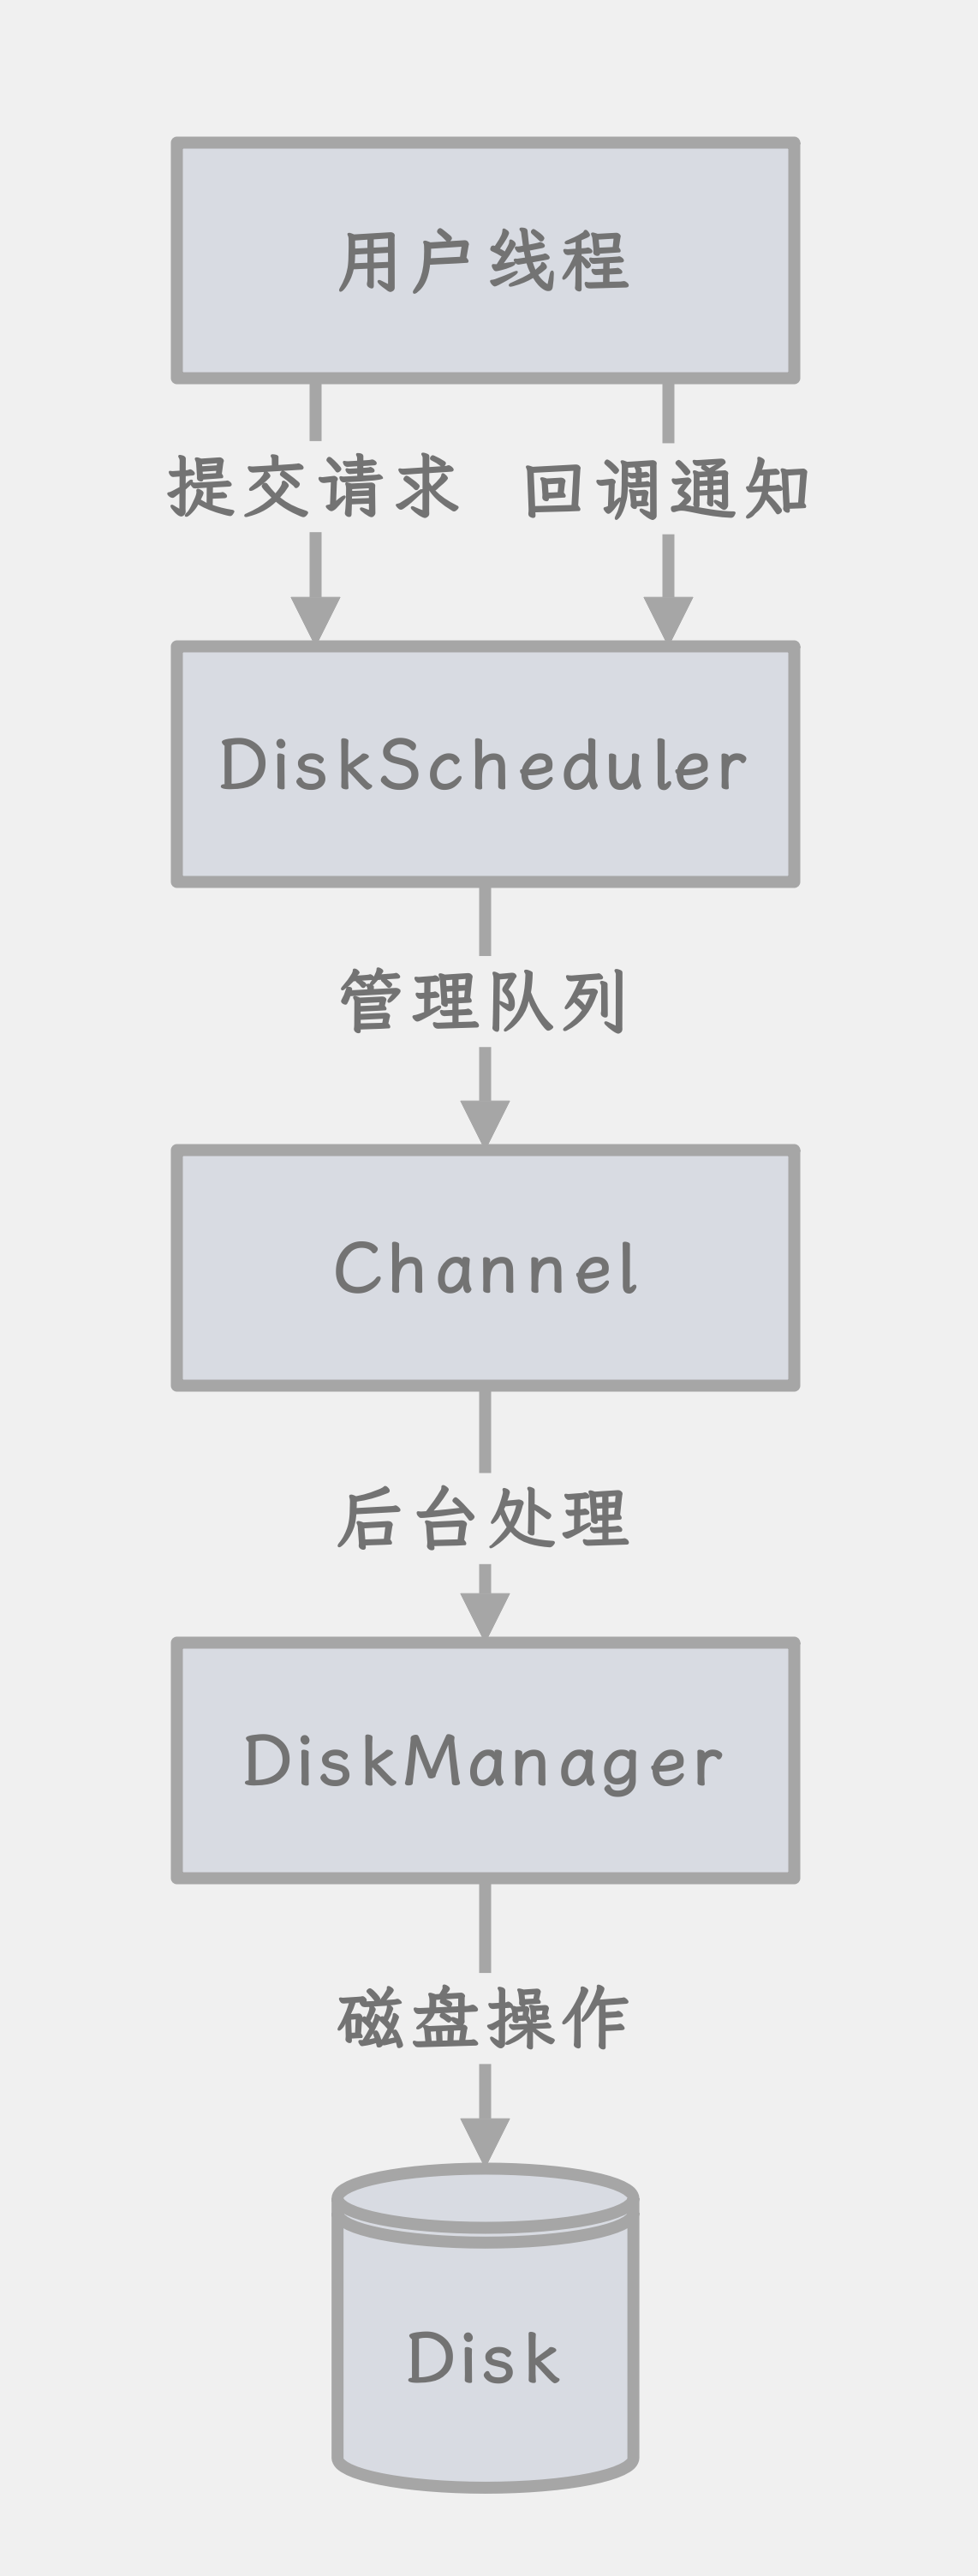 用户线程
提交请求 回调通知
DiskScheduler
管理队列
Channel
后台处理
DiskManager
磁盘操作
Disk